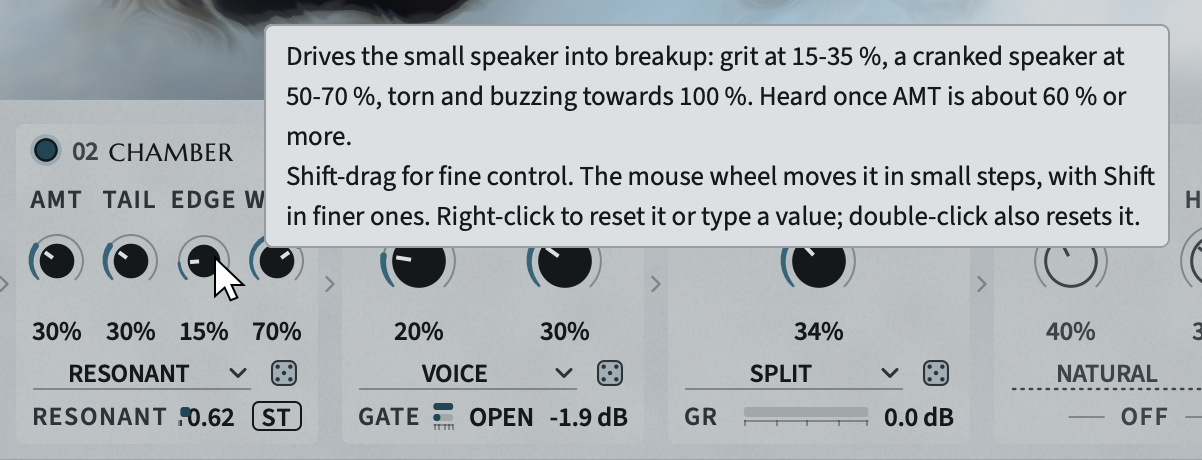 Drives the small speaker into breakup: grit at 15-35 %, a cranked speaker at
50-70 %, torn and buzzing towards 100 %. Heard once AMT is about 60 % or
more.
Shift-drag for fine control. The mouse wheel moves it in small steps, with Shift
in finer ones. Right-click to reset it or type a value; double-click also resets it.
02 CHAMBER
AMT TAIL EDGE W
H
30% 30% 15% 70% 20% 30% 34% 40% 3
RESONANT VOICE SPLIT NATURAL
RESONANT 0.62 ST GATE OPEN -1.9 dB GR 0.0 dB OFF